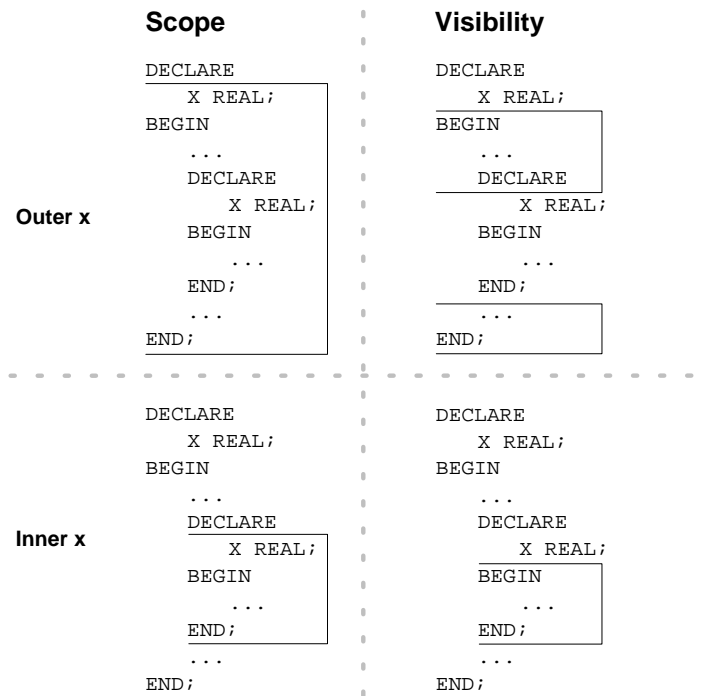 Scope
Visibility
DECLARE
X REAL;
BEGIN
...
DECLARE
X REAL;
BEGIN
...
END;
...
END;
DECLARE
X REAL;
BEGIN
...
DECLARE
X REAL;
BEGIN
...
END;
...
END;
Outer x
DECLARE
X REAL;
BEGIN
...
DECLARE
X REAL;
BEGIN
...
END;
...
END;
DECLARE
X REAL;
BEGIN
...
DECLARE
X REAL;
BEGIN
...
END;
...
END;
Inner x